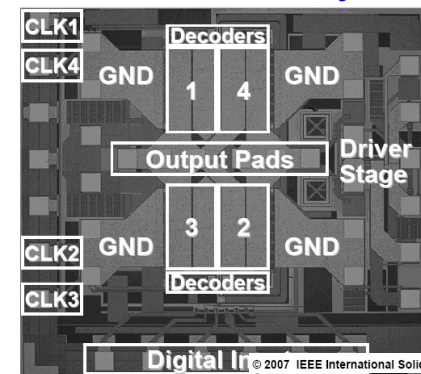 CLK1
Decoders
CLK4
GND
1
4
GND
Output Pads
Driver
Stage
3
2
CLK2
GND
GND
CLK3
Decoders
Digital In
© 2007 IEEE International Soli